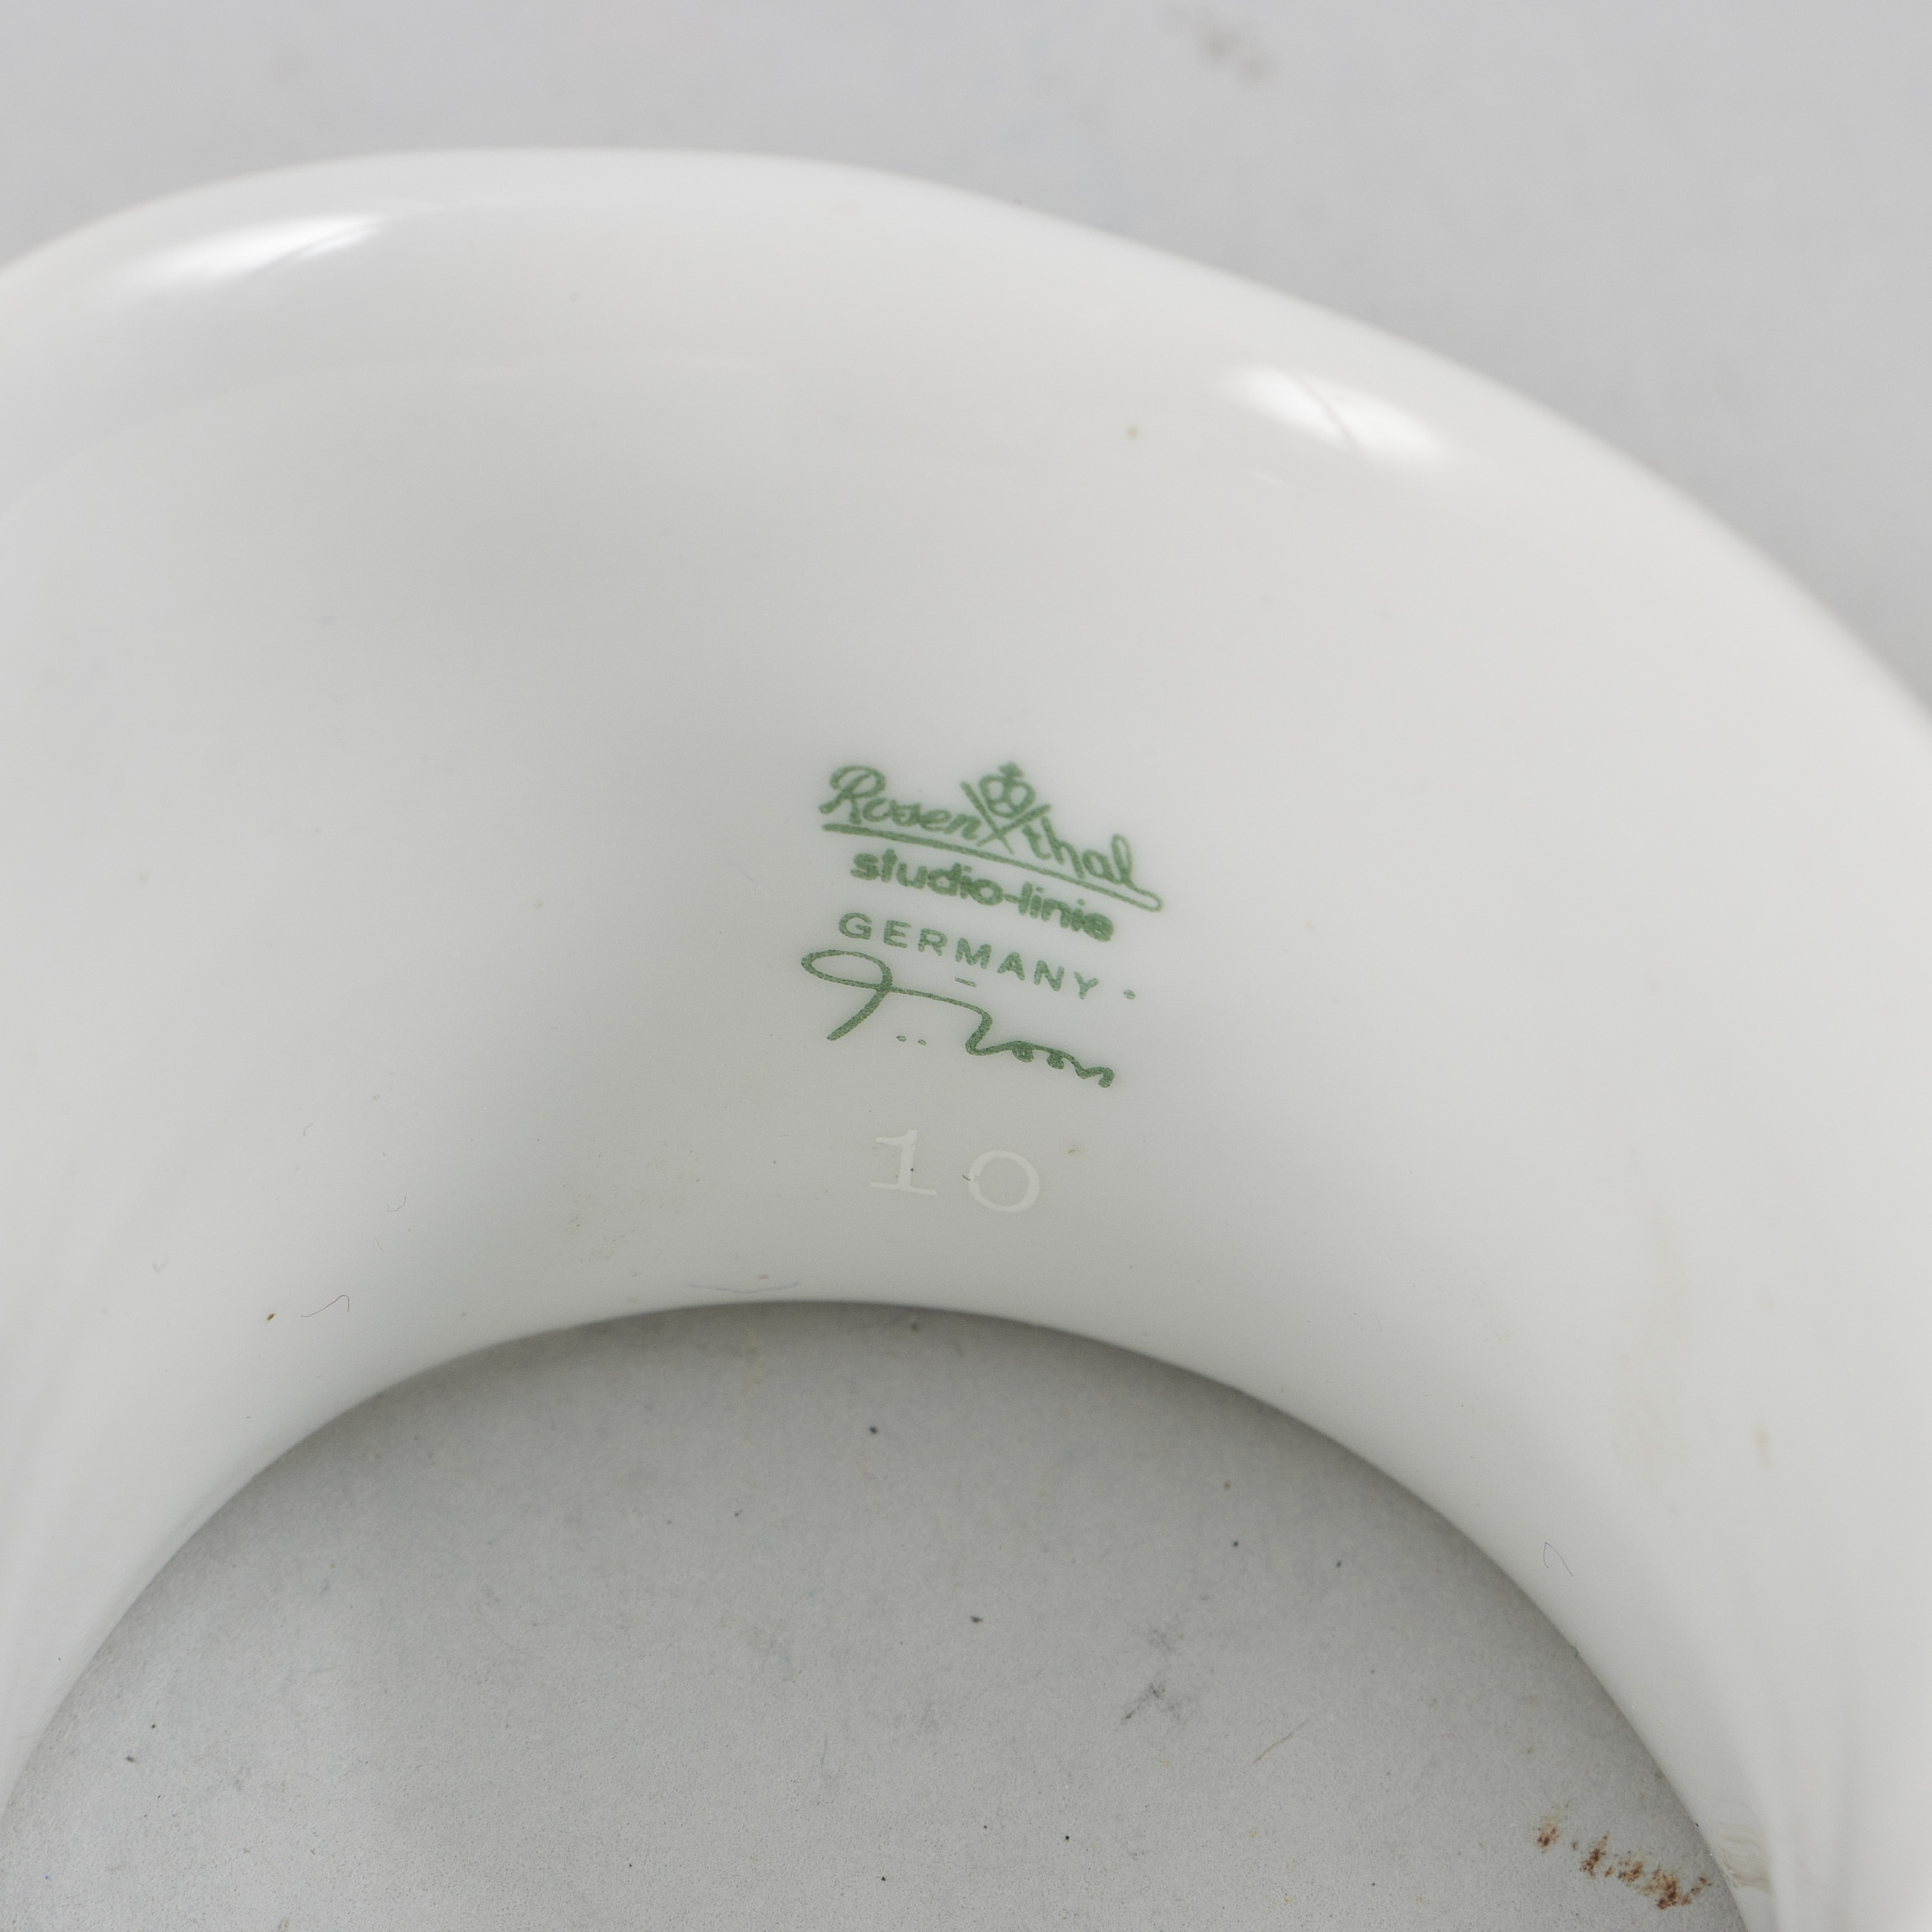 Rosenthal
studio-linie
GERMANY
10